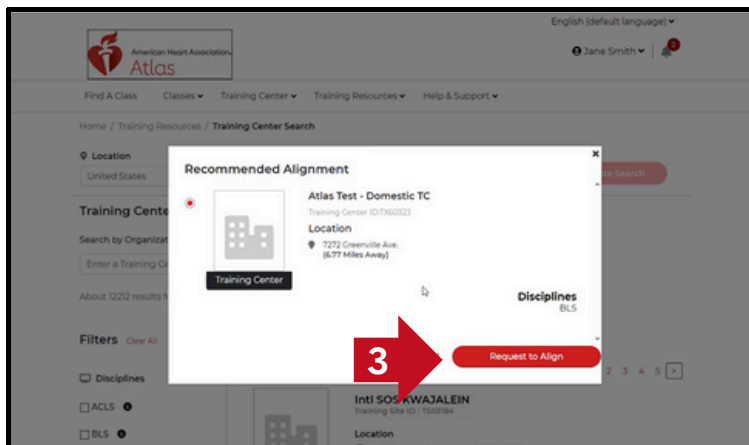 English (default language)
American Heart Association.
Atlas
Jane Smith
2
Find A Class Classes Training Center Training Resources Help & Support
Home / Training Resources / Training Center Search
Location
United States
Search
Training Cente
Search by Organizat
Enter a Training Ce
About 12212 results
Filters Clear All
Disciplines
ACLS
BLS
Recommended Alignment
x
Training Center
Atlas Test - Domestic TC
Training Center ID:TX60323
Location
7272 Greenville Ave.
(6.77 Miles Away)
Disciplines
BLS
3
Request to Align
2 3 4 5 >
Intl SOS KWAJALEIN
Training Site ID : TS03184
Location